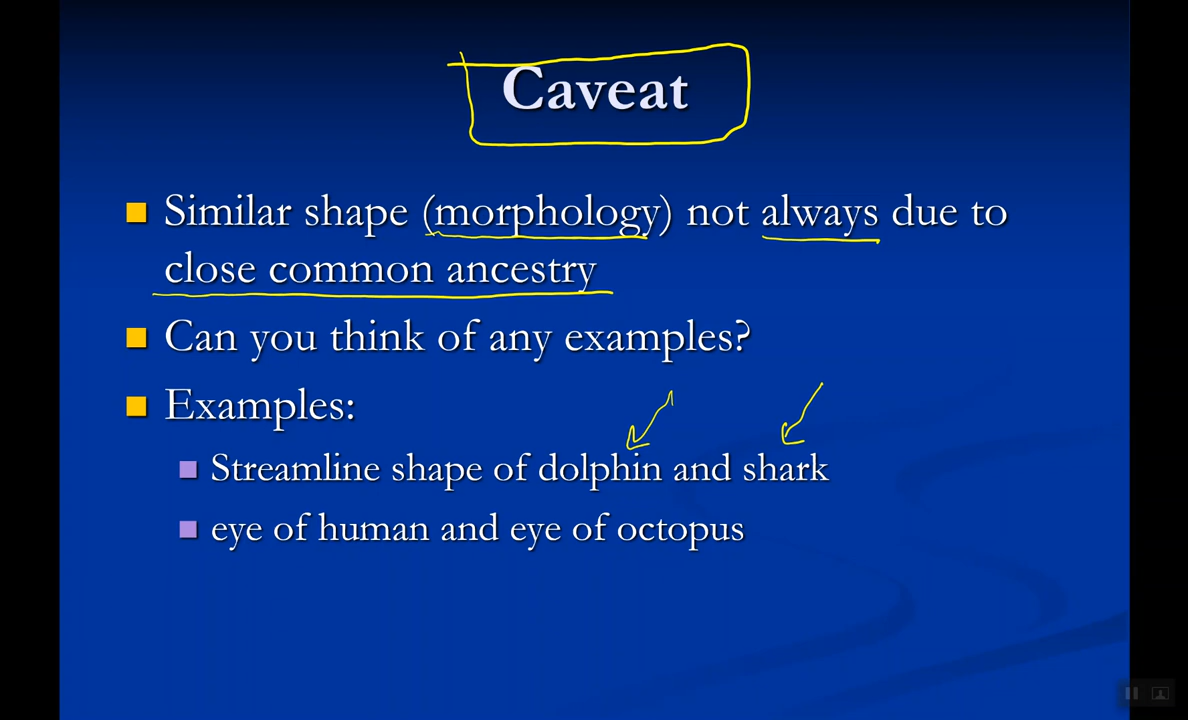 Caveat
Similar shape (morphology) not always due to
close common ancestry
Can you think of any examples?
Examples:
Streamline shape of dolphin and shark
eye of human and eye of octopus